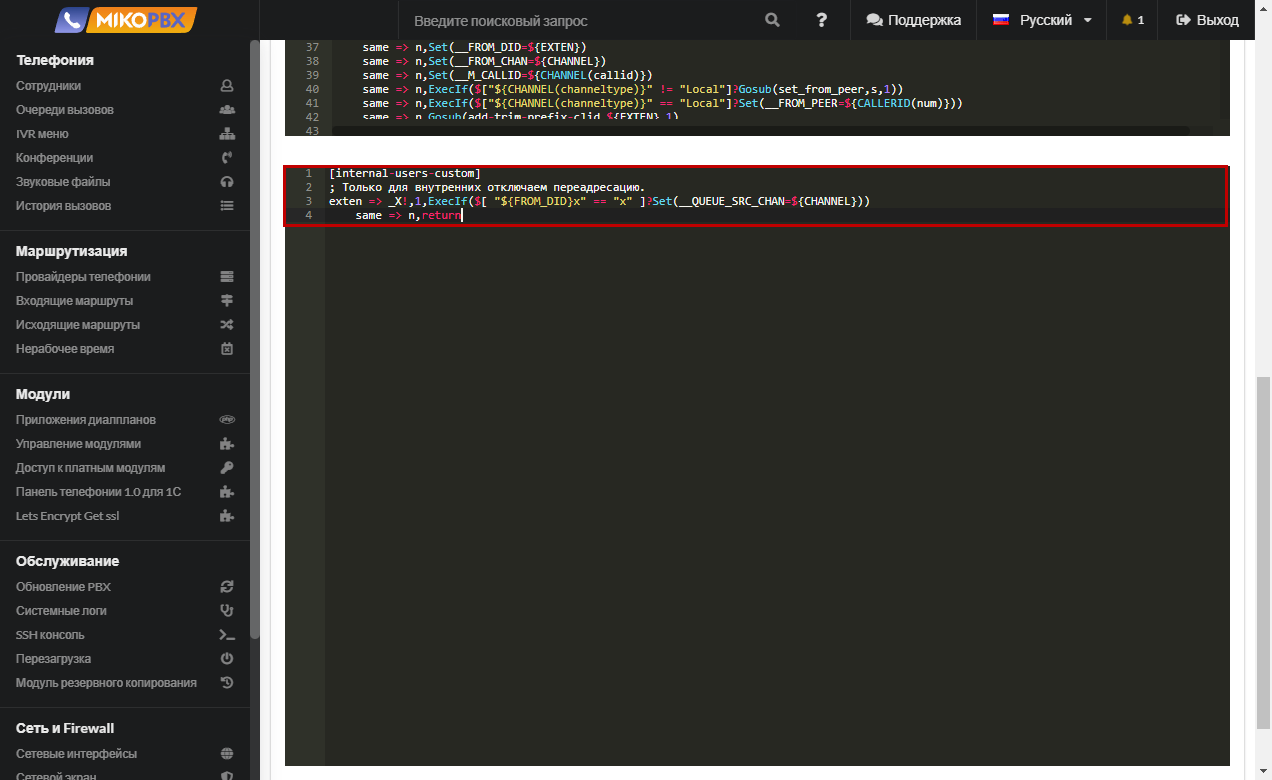 MIKOPBX
Введите поисковый запрос
?
Поддержка
Русский
1
Выход
Телефония
Сотрудники
Очереди вызовов
IVR меню
Конференции
Звуковые файлы
История вызовов
Маршрутизация
Провайдеры телефонии
Входящие маршруты
Исходящие маршруты
Нерабочее время
Модули
Приложения диалпланов
Управление модулями
Доступ к платным модулям
Панель телефонии 1.0 для 1С
Lets Encrypt Get ssl
Обслуживание
Обновление PBX
Системные логи
SSH консоль
Перезагрузка
Модуль резервного копирования
Сеть и Firewall
Сетевые интерфейсы
Сетевой экран
37 same => n,Set(__FROM_DID=${EXTEN})
38 same => n,Set(__FROM_CHAN=${CHANNEL})
39 same => n,Set(__M_CALLID=${CHANNEL(callid)})
40 same => n,ExecIf($["${CHANNEL(channeltype)}" != "Local"]?Gosub(set_from_peer,s,1))
41 same => n,ExecIf($["${CHANNEL(channeltype)}" == "Local"]?Set(__FROM_PEER=${CALLERID(num)}))
42 same => n,Gosub(add-trim-prefix-clid,${EXTEN},1)
43
1 [internal-users-custom]
2 ; Только для внутренних отключаем переадресацию.
3 exten => _X!,1,ExecIf($[ "${FROM_DID}x" == "x" ]?Set(__QUEUE_SRC_CHAN=${CHANNEL}))
4 same => n,return